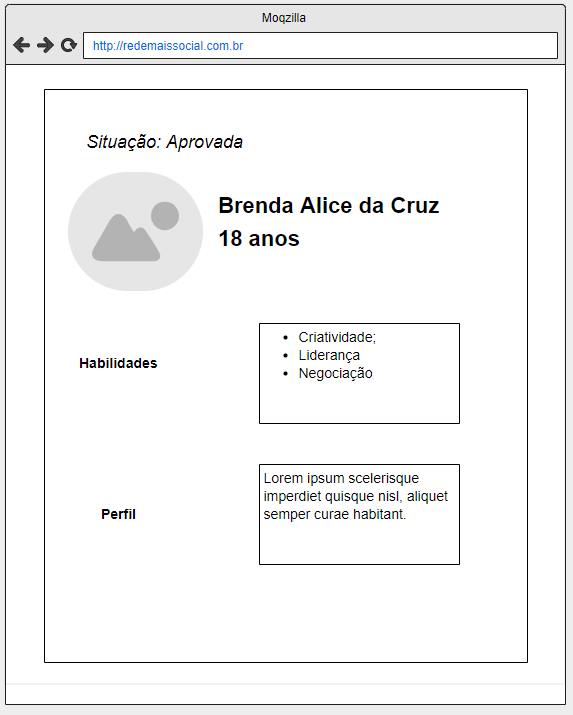 Moqzilla
http://redemaissocial.com.br
Situação: Aprovada
Brenda Alice da Cruz
18 anos
Habilidades
• Criatividade;
• Liderança
• Negociação
Perfil
Lorem ipsum scelerisque
imperdiet quisque nisl, aliquet
semper curae habitant.